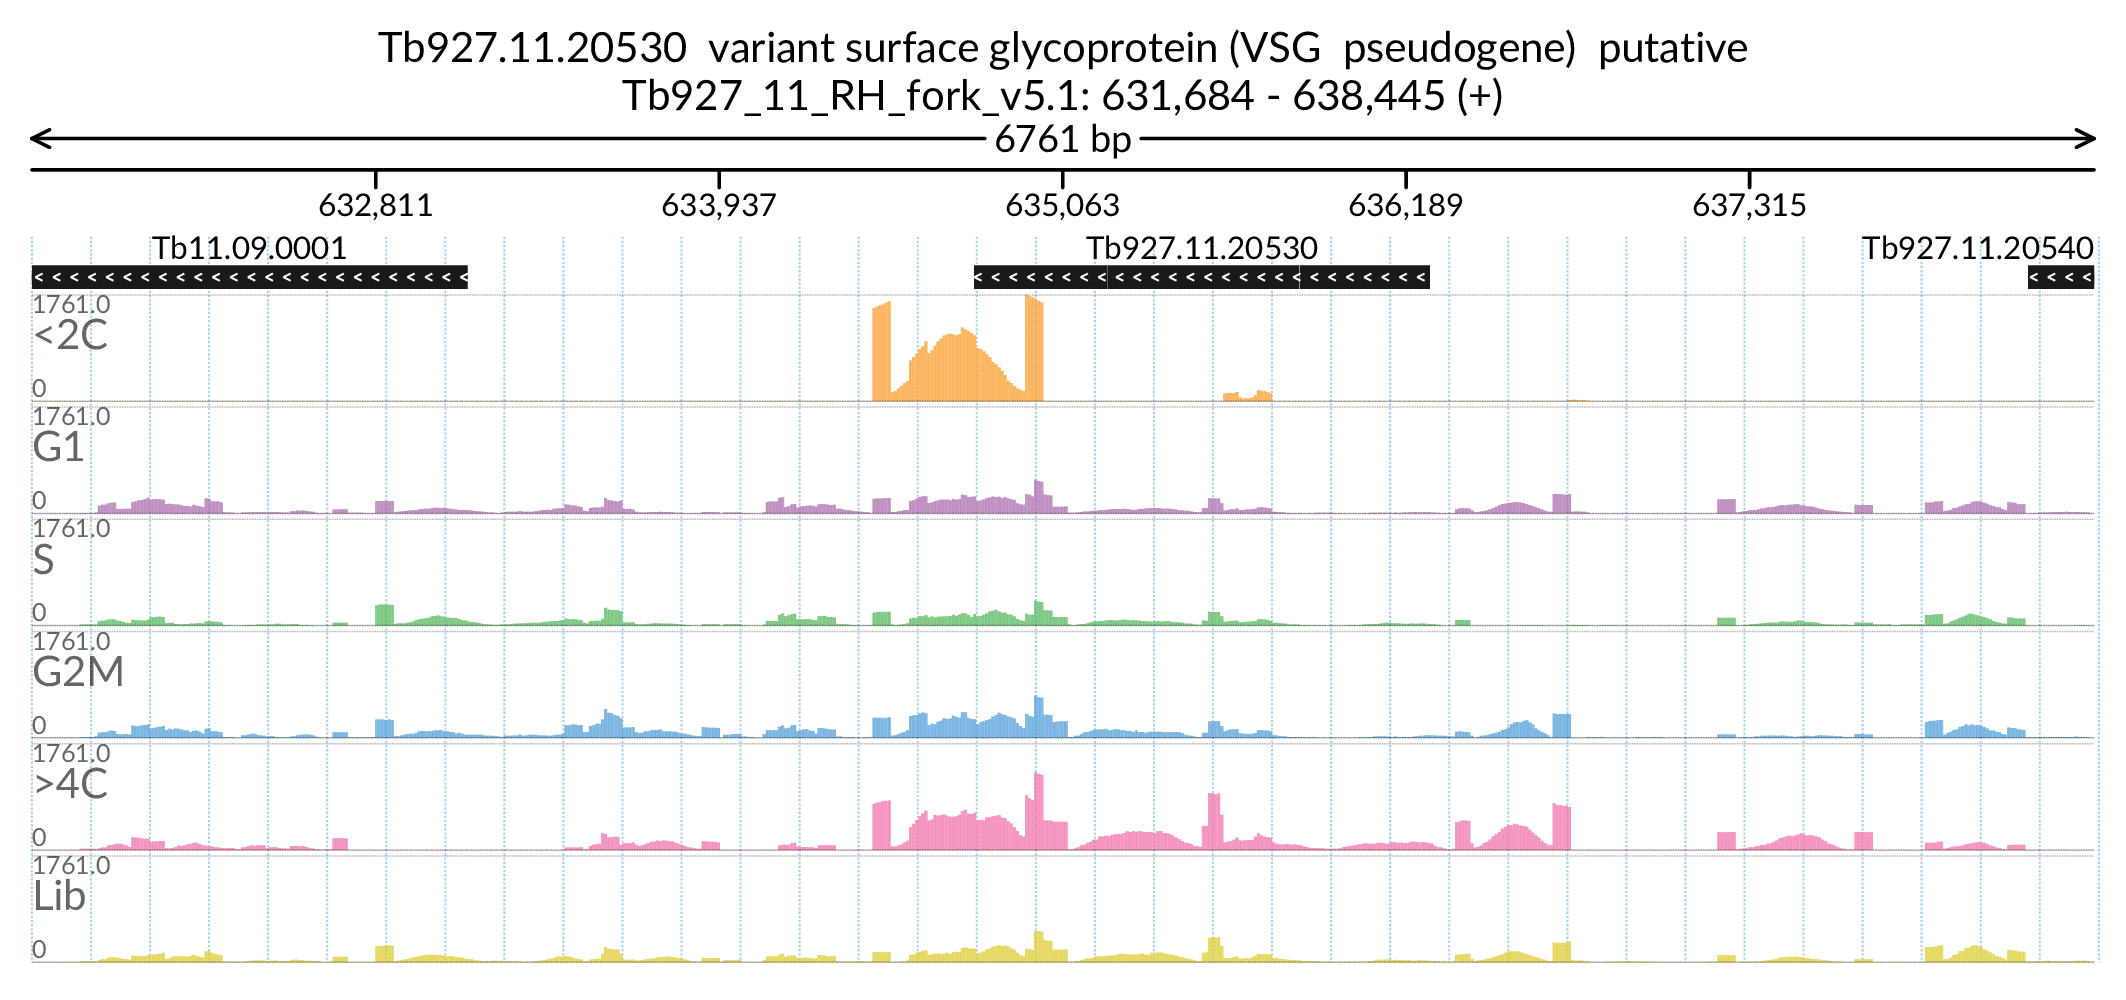 Tb927.11.20530  variant surface glycoprotein (VSG  pseudogene)  putative
Tb927_11_RH_fork_v5.1: 631,684 - 638,445 (+)
6761 bp
632,811 633,937 635,063 636,189 637,315
Tb11.09.0001 Tb927.11.20530 Tb927.11.20540
1761.0
<2C
0
1761.0
G1
0
1761.0
S
0
1761.0
G2M
0
1761.0
>4C
0
1761.0
Lib
0